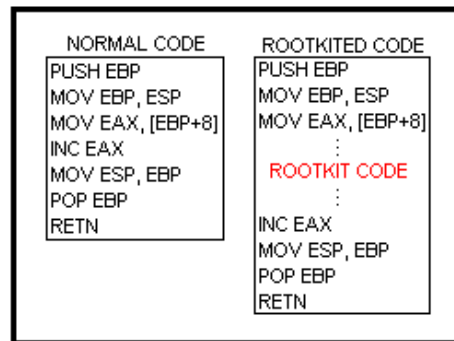 NORMAL CODE
PUSH EBP
MOV EBP, ESP
MOV EAX, [EBP+8]
INC EAX
MOV ESP, EBP
POP EBP
RETN
ROOTKITED CODE
PUSH EBP
MOV EBP, ESP
MOV EAX, [EBP+8]
⋮
ROOTKIT CODE
⋮
INC EAX
MOV ESP, EBP
POP EBP
RETN